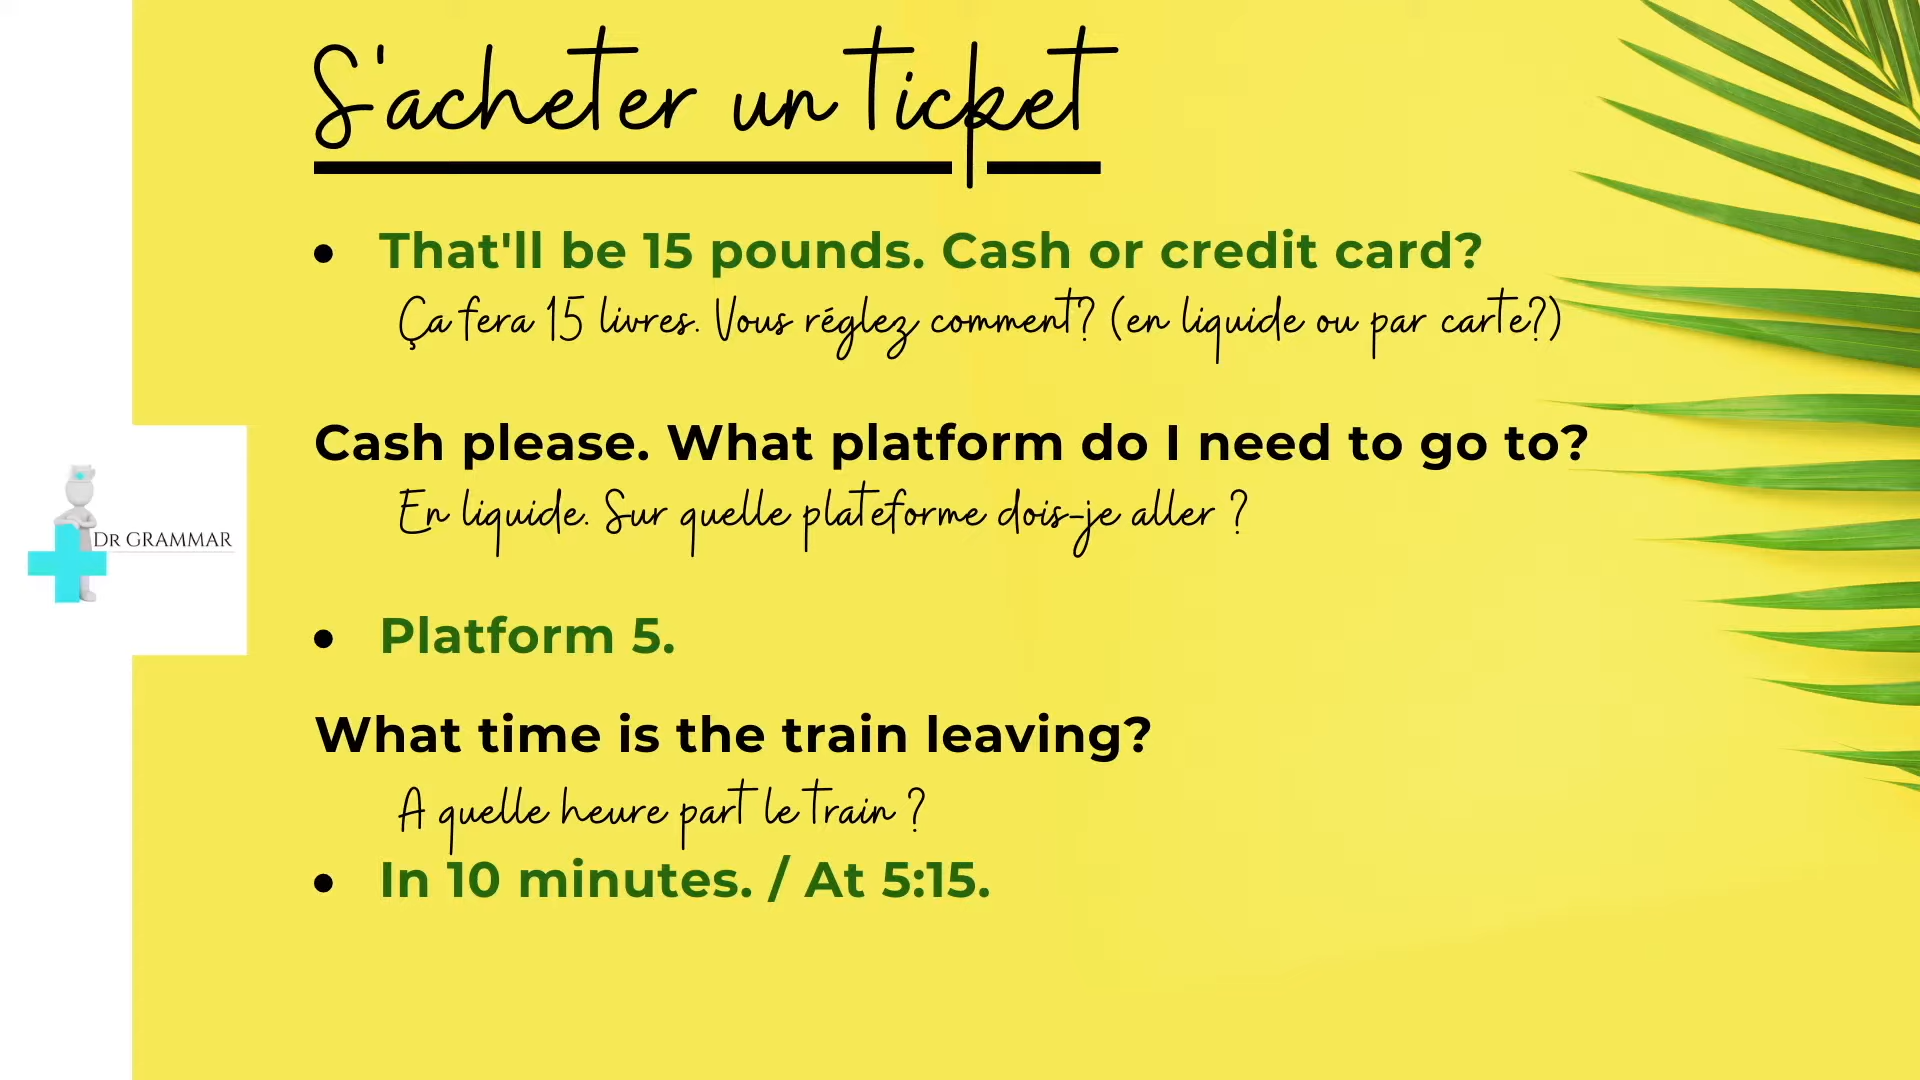 S'acheter un ticket
• That'll be 15 pounds. Cash or credit card?
Ça fera 15 livres. Vous réglez comment? (en liquide ou par carte?)
Cash please. What platform do I need to go to?
En liquide. Sur quelle plateforme dois-je aller ?
DR GRAMMAR
• Platform 5.
What time is the train leaving?
A quelle heure part le train ?
• In 10 minutes. / At 5:15.